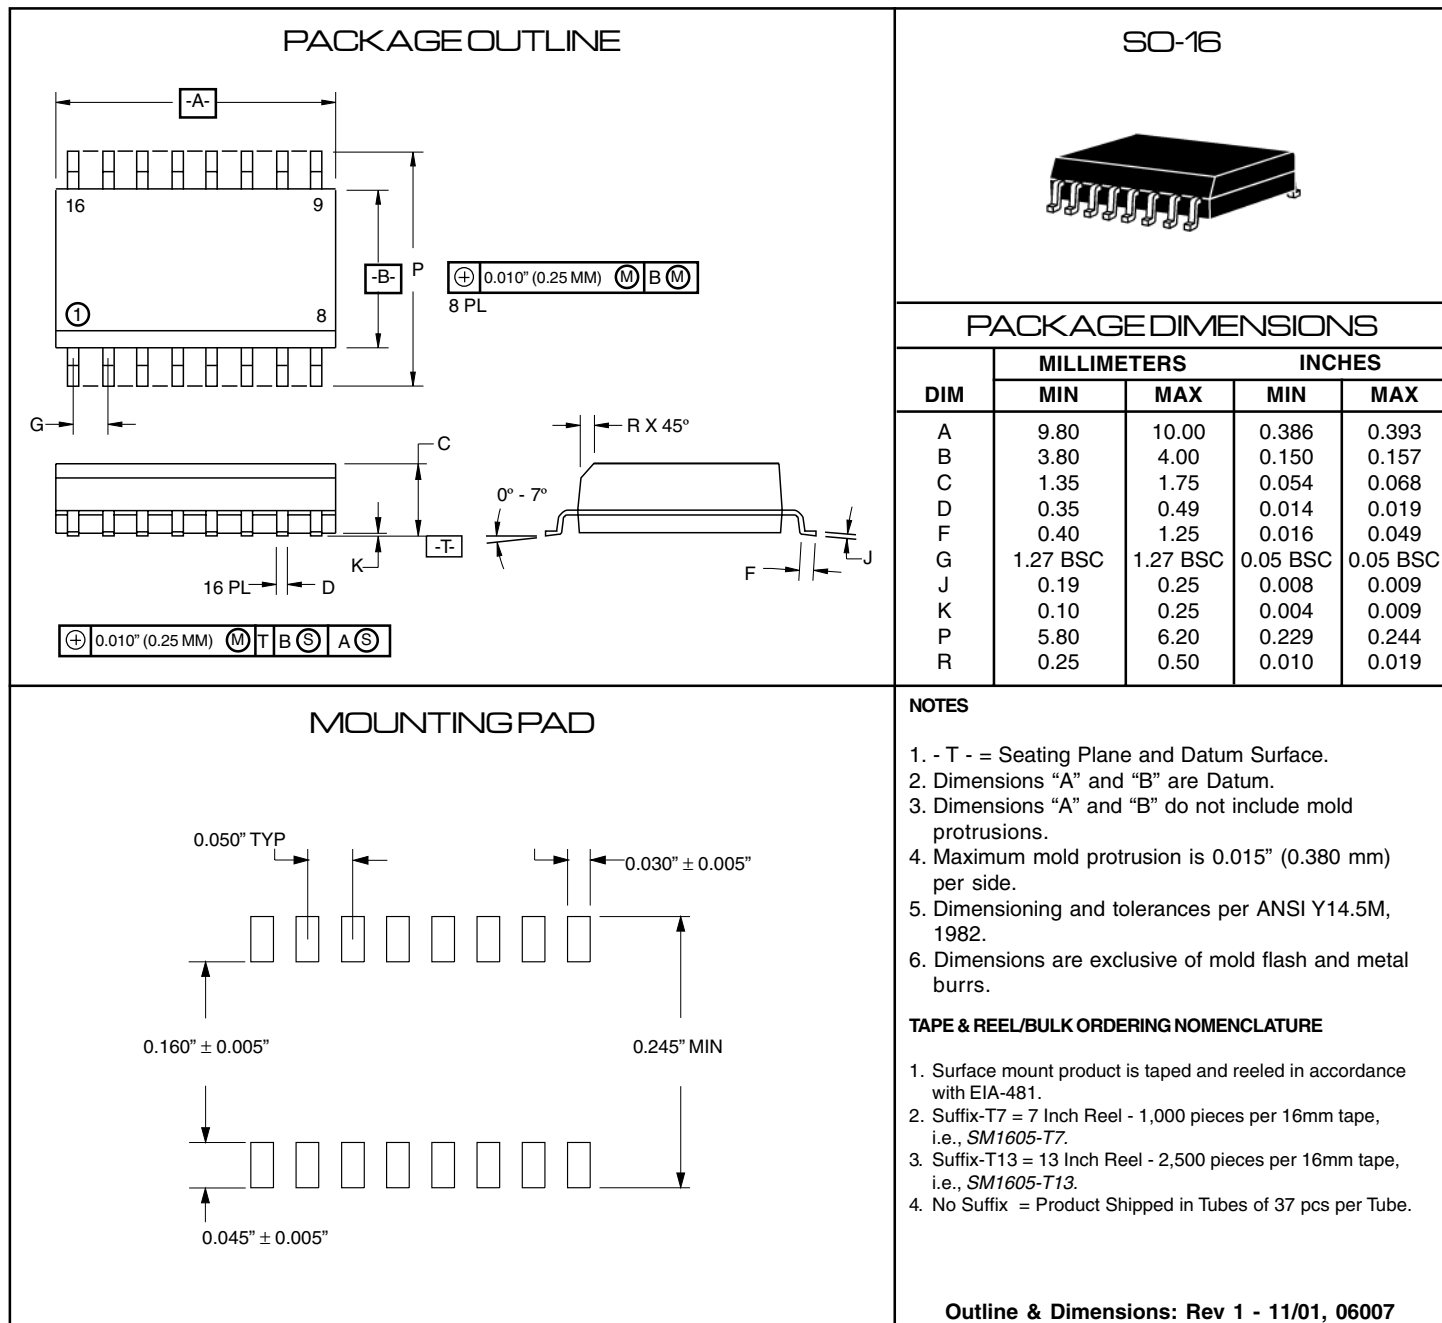 PACKAGE OUTLINE
-A-
16 9
-B- P
⊕ 0.010” (0.25 MM) Ⓜ B Ⓜ
8 PL
1 8
G
C
R X 45º
0º - 7º
-T-
K
16 PL D
F
J
⊕ 0.010” (0.25 MM) Ⓜ T B Ⓢ A Ⓢ
SO-16
PACKAGE DIMENSIONS
MILLIMETERS INCHES
DIM MIN MAX MIN MAX
A 9.80 10.00 0.386 0.393
B 3.80 4.00 0.150 0.157
C 1.35 1.75 0.054 0.068
D 0.35 0.49 0.014 0.019
F 0.40 1.25 0.016 0.049
G 1.27 BSC 1.27 BSC 0.05 BSC 0.05 BSC
J 0.19 0.25 0.008 0.009
K 0.10 0.25 0.004 0.009
P 5.80 6.20 0.229 0.244
R 0.25 0.50 0.010 0.019
MOUNTING PAD
0.050” TYP
0.030” ± 0.005”
0.160” ± 0.005”
0.245” MIN
0.045” ± 0.005”
NOTES
1. - T - = Seating Plane and Datum Surface.
2. Dimensions “A” and “B” are Datum.
3. Dimensions “A” and “B” do not include mold
protrusions.
4. Maximum mold protrusion is 0.015” (0.380 mm)
per side.
5. Dimensioning and tolerances per ANSI Y14.5M,
1982.
6. Dimensions are exclusive of mold flash and metal
burrs.
TAPE & REEL/BULK ORDERING NOMENCLATURE
1. Surface mount product is taped and reeled in accordance
with EIA-481.
2. Suffix-T7 = 7 Inch Reel - 1,000 pieces per 16mm tape,
i.e., SM1605-T7.
3. Suffix-T13 = 13 Inch Reel - 2,500 pieces per 16mm tape,
i.e., SM1605-T13.
4. No Suffix = Product Shipped in Tubes of 37 pcs per Tube.
Outline & Dimensions: Rev 1 - 11/01, 06007